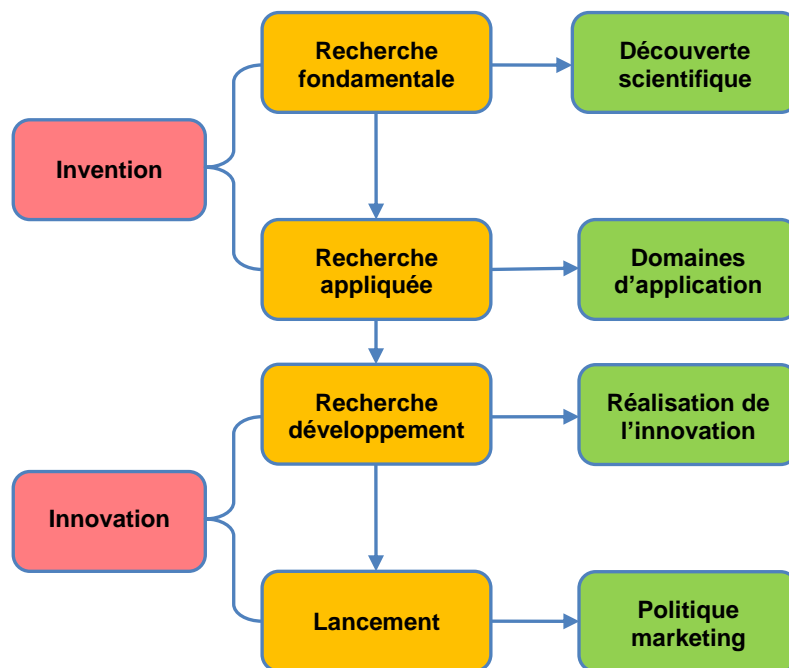 Recherche
fondamentale
Découverte
scientifique
Invention
Recherche
appliquée
Domaines
d’application
Recherche
développement
Réalisation de
l’innovation
Innovation
Lancement
Politique
marketing